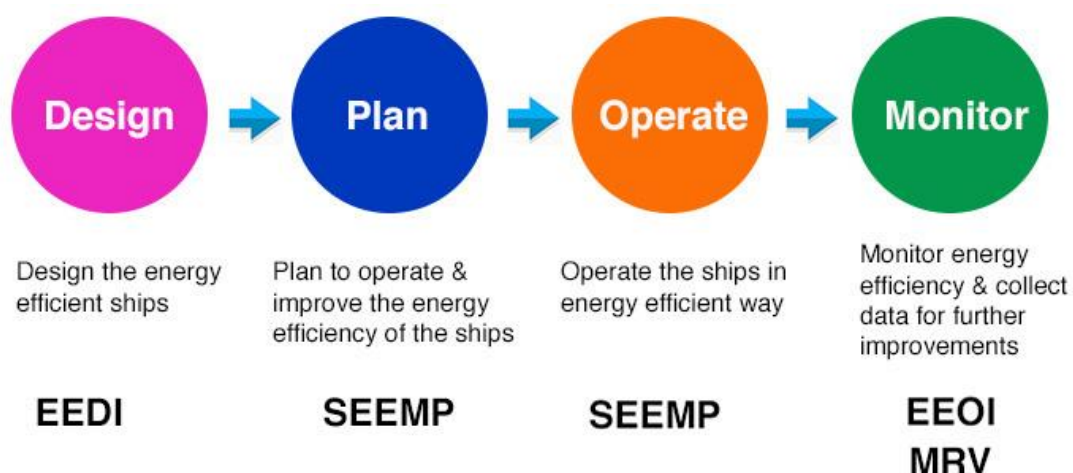 Design
Plan
Operate
Monitor
Design the energy
efficient ships
Plan to operate &
improve the energy
efficiency of the ships
Operate the ships in
energy efficient way
Monitor energy
efficiency & collect
data for further
improvements
EEDI
SEEMP
SEEMP
EEOI
MRV